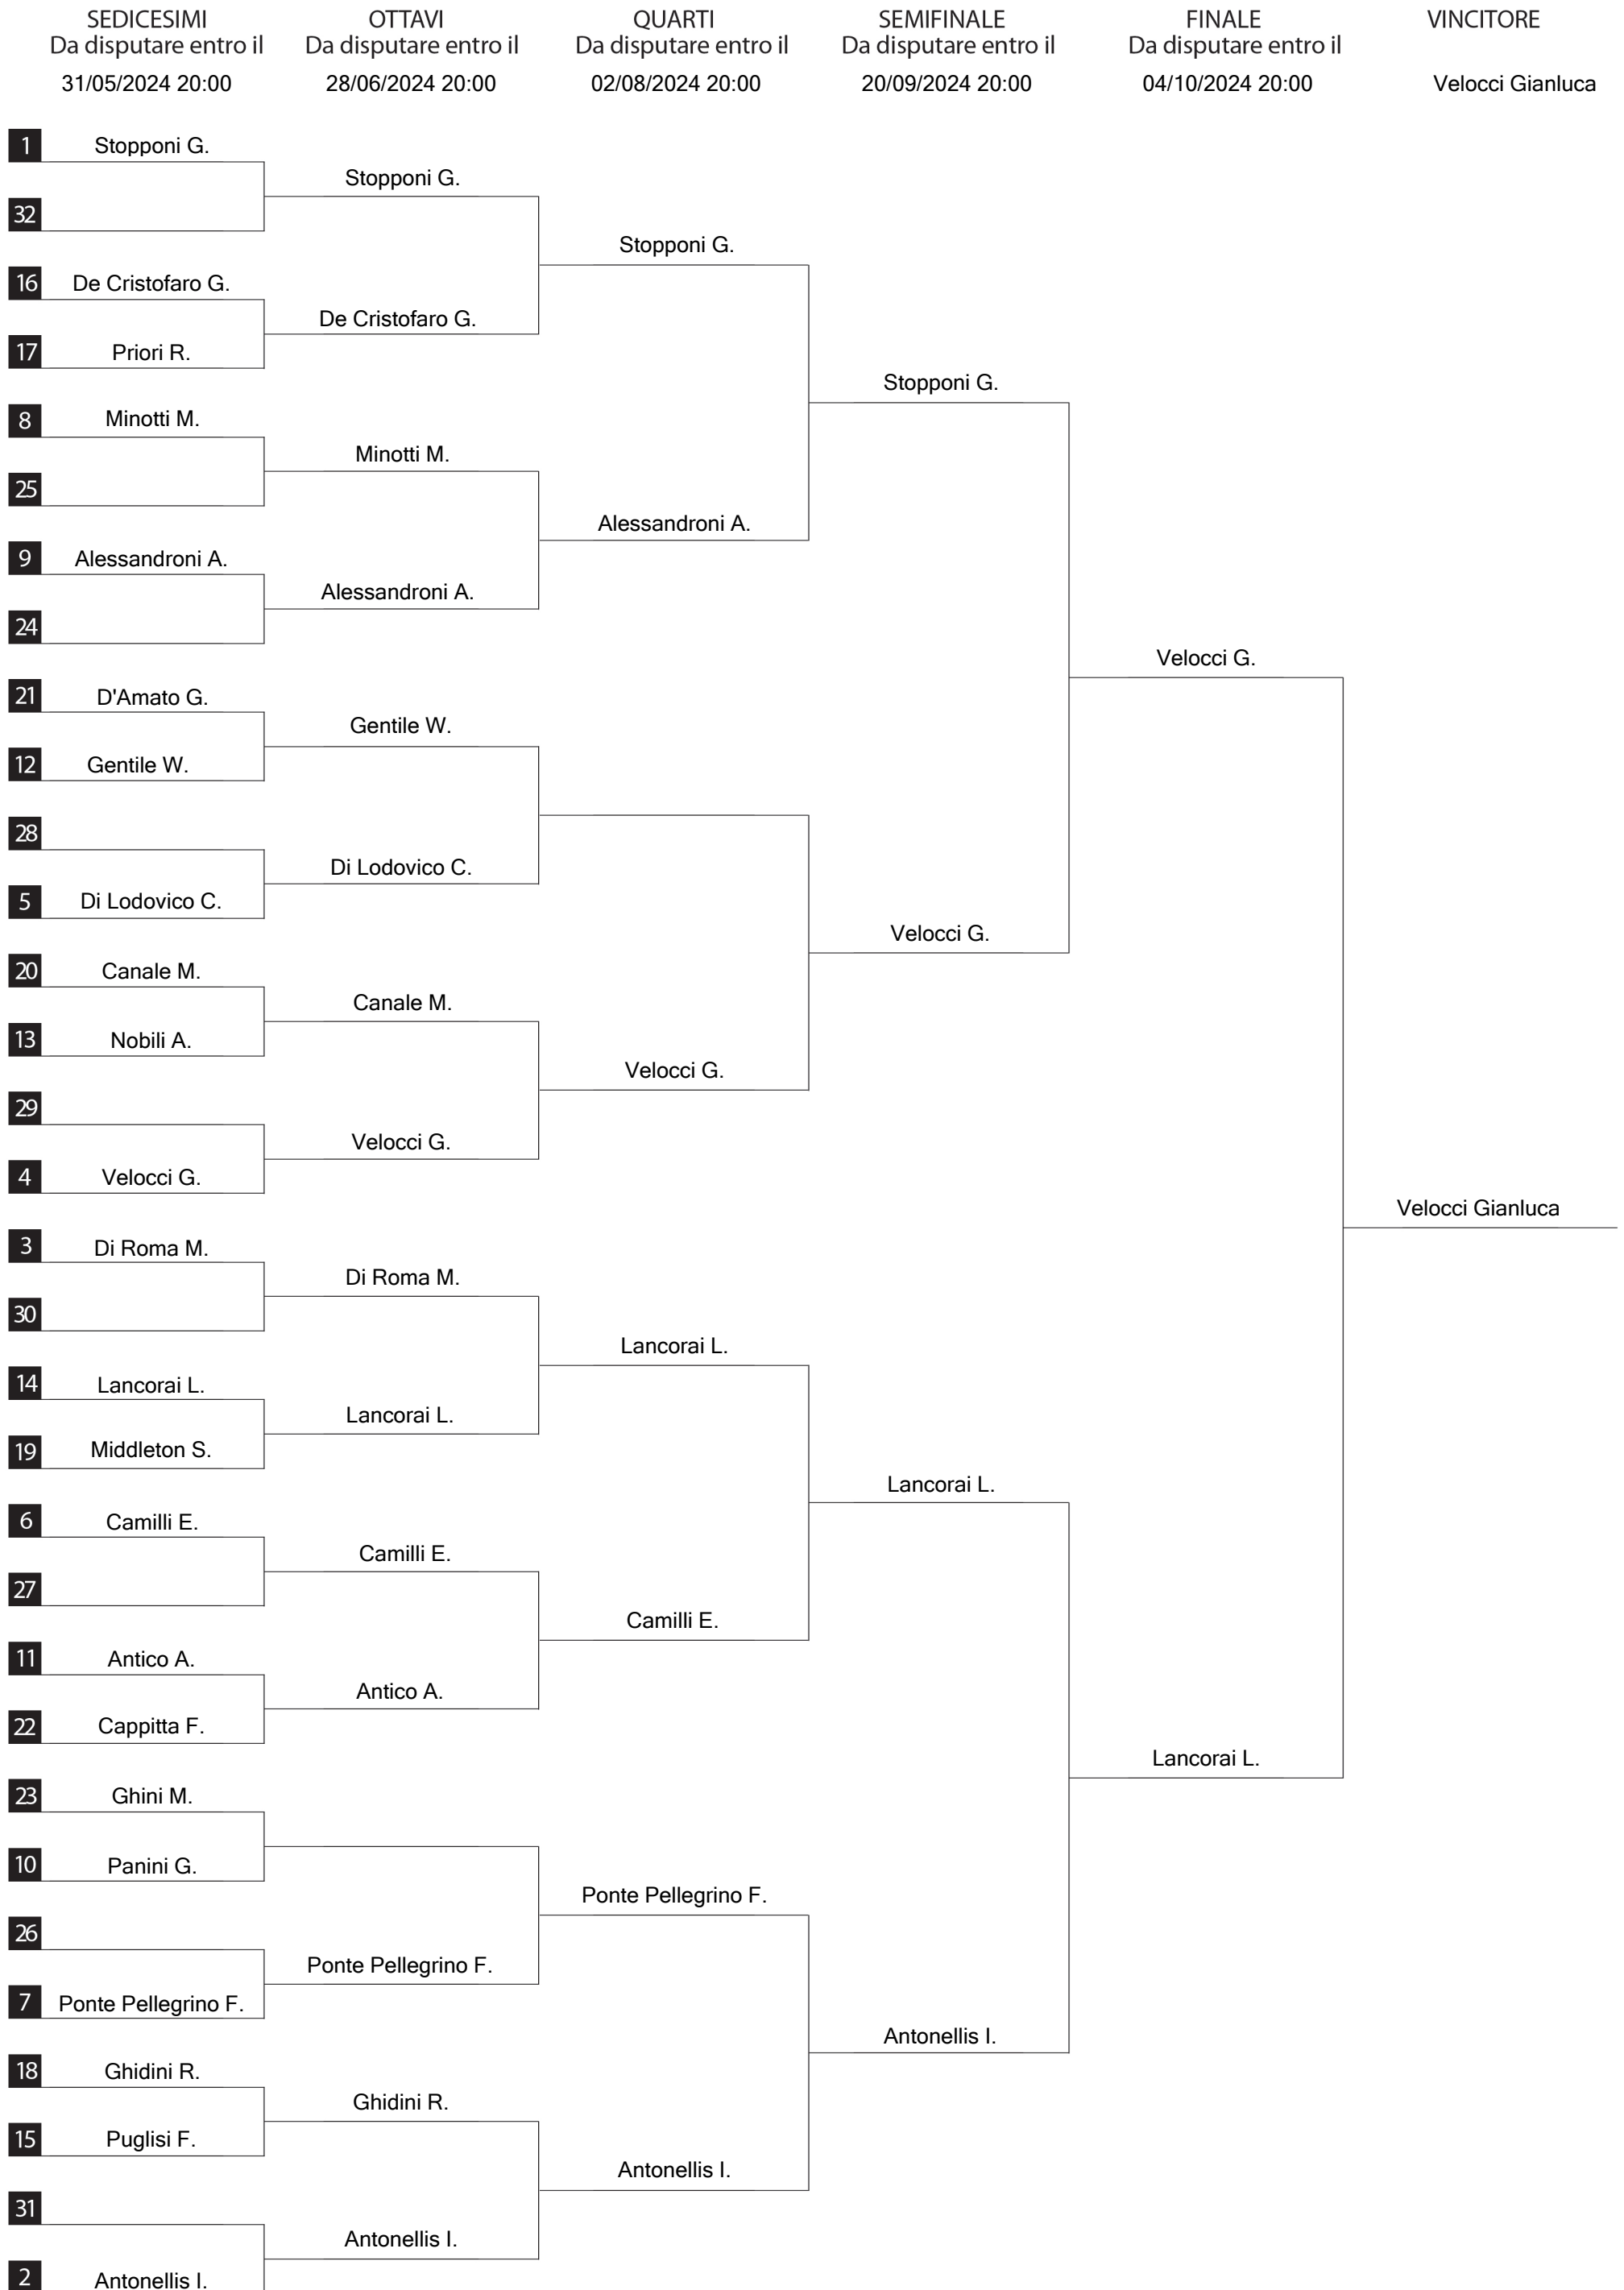 SEDICESIMI
Da disputare entro il
31/05/2024 20:00
OTTAVI
Da disputare entro il
28/06/2024 20:00
QUARTI
Da disputare entro il
02/08/2024 20:00
SEMIFINALE
Da disputare entro il
20/09/2024 20:00
FINALE
Da disputare entro il
04/10/2024 20:00
VINCITORE
Velocci Gianluca
1 Stopponi G.
32
16 De Cristofaro G.
17 Priori R.
8 Minotti M.
25
9 Alessandroni A.
24
21 D'Amato G.
12 Gentile W.
28
5 Di Lodovico C.
20 Canale M.
13 Nobili A.
29
4 Velocci G.
3 Di Roma M.
30
14 Lancorai L.
19 Middleton S.
6 Camilli E.
27
11 Antico A.
22 Cappitta F.
23 Ghini M.
10 Panini G.
26
7 Ponte Pellegrino F.
18 Ghidini R.
15 Puglisi F.
31
2 Antonellis I.
Stopponi G.
De Cristofaro G.
Minotti M.
Alessandroni A.
Gentile W.
Di Lodovico C.
Canale M.
Velocci G.
Di Roma M.
Lancorai L.
Camilli E.
Antico A.
Ponte Pellegrino F.
Ghidini R.
Antonellis I.
Stopponi G.
Alessandroni A.
Velocci G.
Lancorai L.
Camilli E.
Ponte Pellegrino F.
Antonellis I.
Stopponi G.
Velocci G.
Lancorai L.
Antonellis I.
Velocci G.
Lancorai L.
Velocci Gianluca